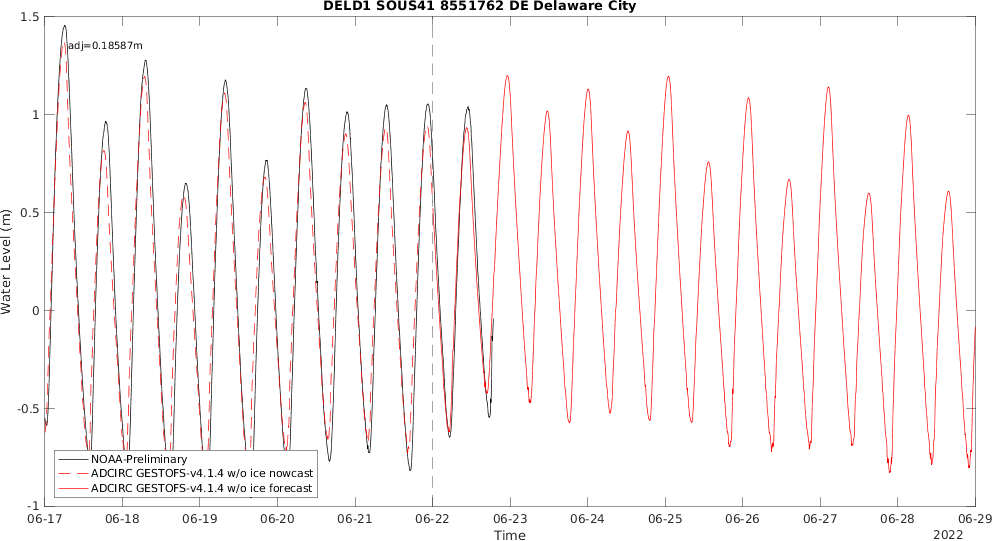 DELD1 SOUS41 8551762 DE Delaware City
1.5
1
0.5
0
-0.5
-1
Water Level (m)
adj=0.18587m
NOAA-Preliminary
ADCIRC GESTOFS-v4.1.4 w/o ice nowcast
ADCIRC GESTOFS-v4.1.4 w/o ice forecast
06-17 06-18 06-19 06-20 06-21 06-22 06-23 06-24 06-25 06-26 06-27 06-28 06-29
Time
2022